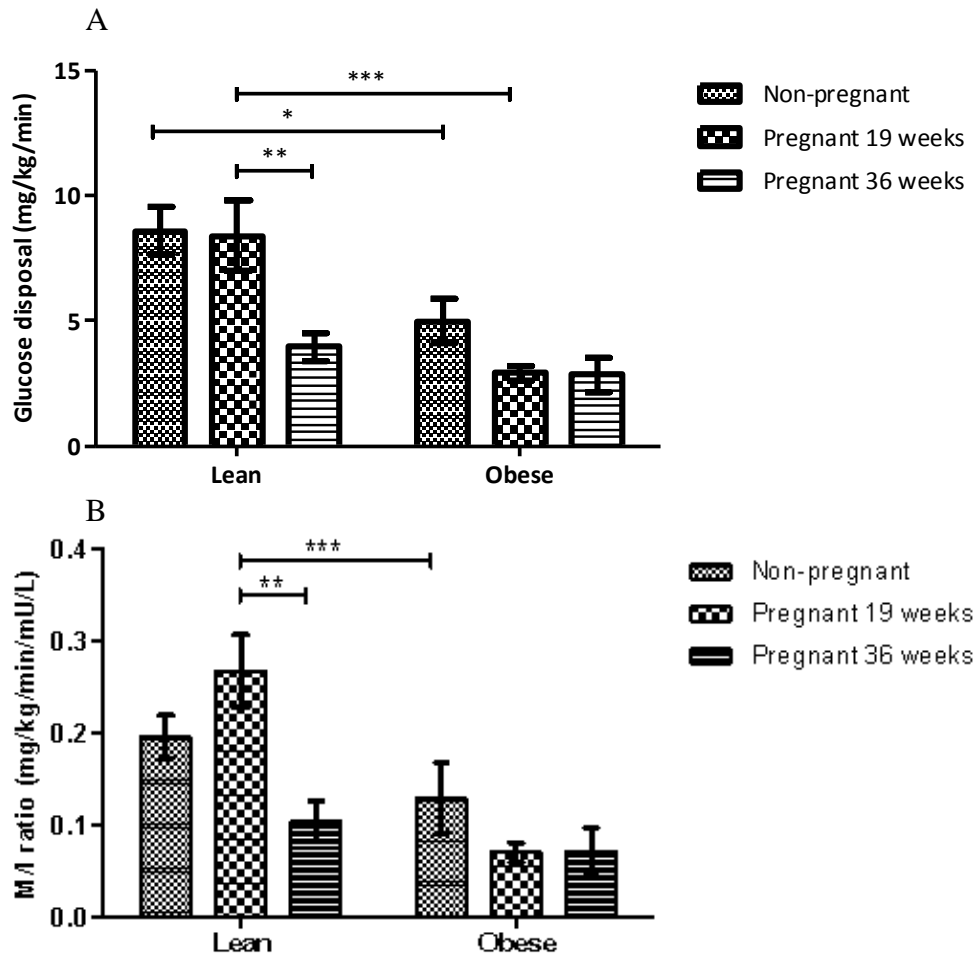 A
15
10
5
0
Glucose disposal (mg/kg/min)
***
*
**
Lean
Obese
Non-pregnant
Pregnant 19 weeks
Pregnant 36 weeks
B
0.4
0.3
0.2
0.1
0.0
M/I ratio (mg/kg/min/mU/L)
***
**
Lean
Obese
Non-pregnant
Pregnant 19 weeks
Pregnant 36 weeks